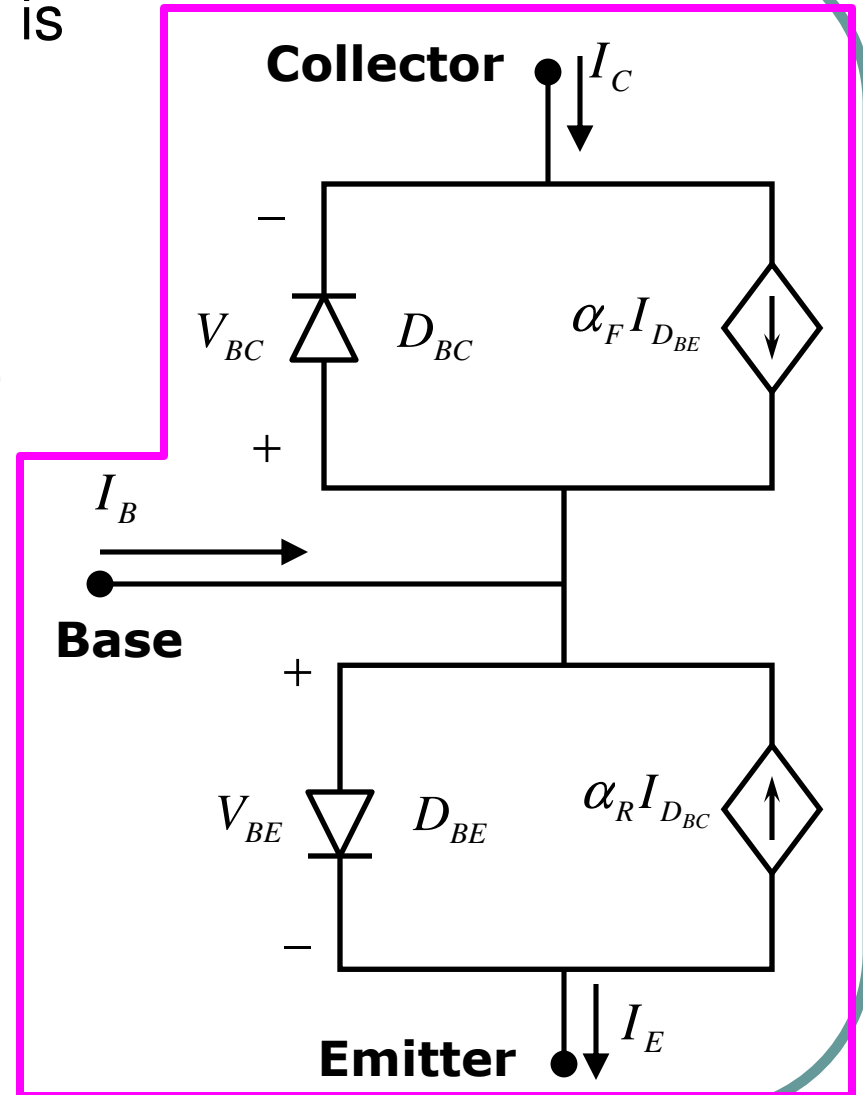 is
Collector
I_C
−
V_BC
D_BC
α_F I_D_BE
+
I_B
Base
+
V_BE
D_BE
α_R I_D_BC
−
I_E
Emitter